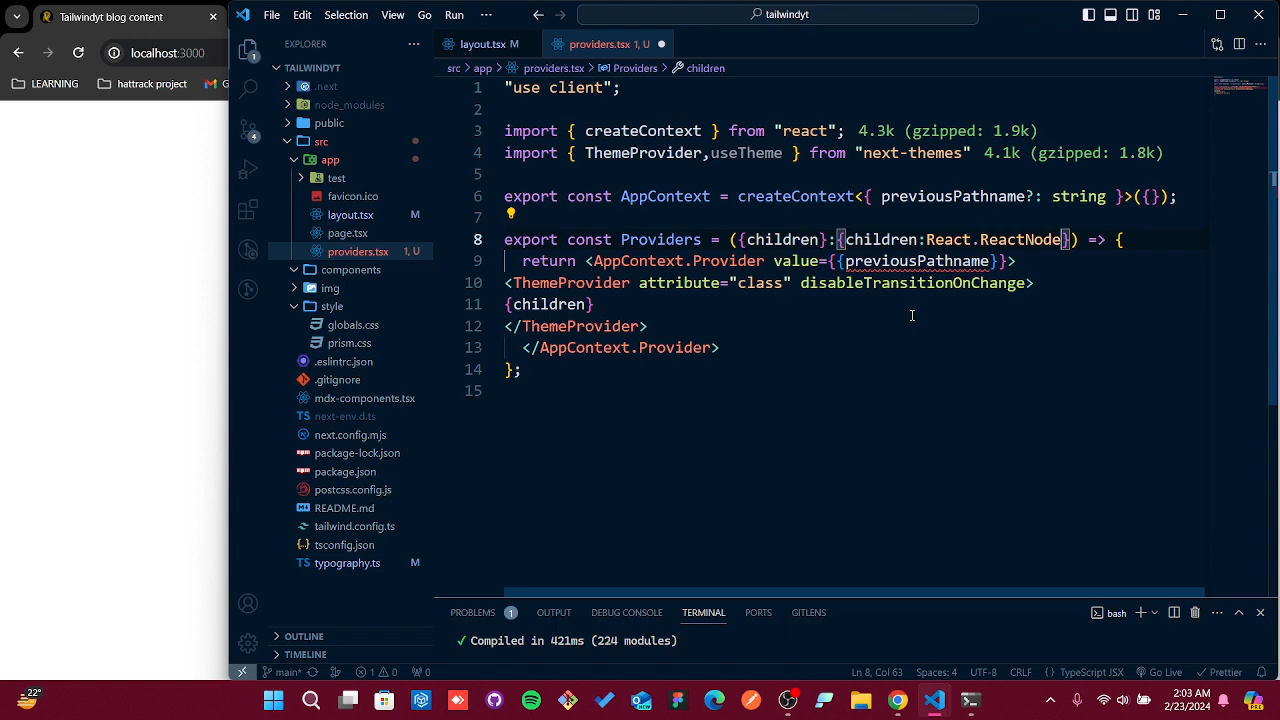 Tailwindyt blog content
localhost:3000
LEARNING
hattrack project
G
File Edit Selection View Go Run
tailwindyt
EXPLORER
TAILWINDYT
.next
node_modules
public
src
app
test
favicon.ico
layout.tsx M
page.tsx
providers.tsx 1, U
components
img
style
globals.css
prism.css
.eslintrc.json
.gitignore
mdx-components.tsx
next-env.d.ts
next.config.mjs
package-lock.json
package.json
postcss.config.js
README.md
tailwind.config.ts
tsconfig.json
typography.ts M
OUTLINE
TIMELINE
layout.tsx M
providers.tsx 1, U
src > app > providers.tsx > Providers > children
1 "use client";
2
3 import { createContext } from "react"; 4.3k (gzipped: 1.9k)
4 import { ThemeProvider,useTheme } from "next-themes" 4.1k (gzipped: 1.8k)
5
6 export const AppContext = createContext<{ previousPathname?: string }>({});
7
8 export const Providers = ({children}:{children:React.ReactNode}) => {
9 return <AppContext.Provider value={{previousPathname}}>
10 <ThemeProvider attribute="class" disableTransitionOnChange>
11 {children}
12 </ThemeProvider>
13 </AppContext.Provider>
14 };
15
PROBLEMS 1 OUTPUT DEBUG CONSOLE TERMINAL PORTS GITLENS
bash
✓ Compiled in 421ms (224 modules)
main* 1 0 0 Ln 8, Col 63 Spaces: 4 UTF-8 CRLF {} TypeScript JSX Go Live Prettier
22°
2:03 AM
2/23/2024